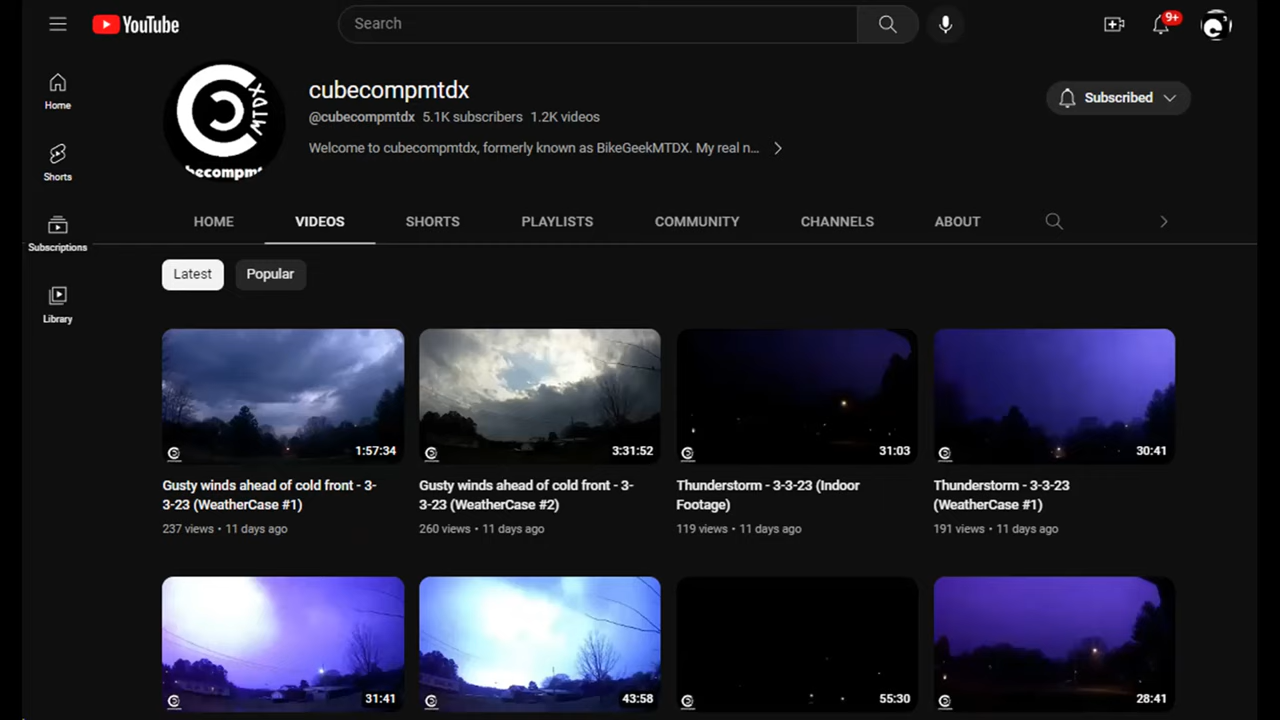 YouTube
Search
9+
Home
Shorts
Subscriptions
Library
MTDX
becompm
cubecompmtdx
@cubecompmtdx 5.1K subscribers 1.2K videos
Welcome to cubecompmtdx, formerly known as BikeGeekMTDX. My real n...
Subscribed
HOME VIDEOS SHORTS PLAYLISTS COMMUNITY CHANNELS ABOUT
Latest Popular
1:57:34
3:31:52
31:03
30:41
Gusty winds ahead of cold front - 3-
3-23 (WeatherCase #1)
237 views • 11 days ago
Gusty winds ahead of cold front - 3-
3-23 (WeatherCase #2)
260 views • 11 days ago
Thunderstorm - 3-3-23 (Indoor
Footage)
119 views • 11 days ago
Thunderstorm - 3-3-23
(WeatherCase #1)
191 views • 11 days ago
31:41
43:58
55:30
28:41